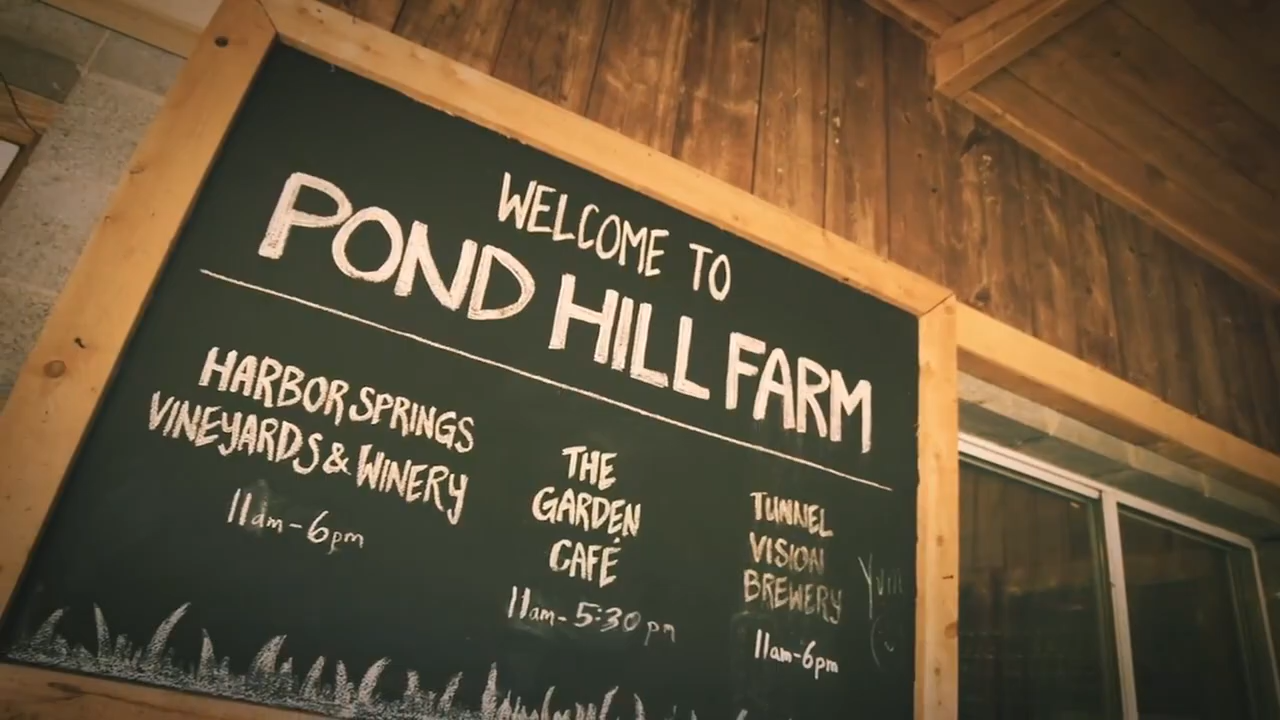 WELCOME TO
POND HILL FARM
HARBOR SPRINGS
VINEYARDS & WINERY
11am-6pm
THE
GARDEN
CAFÉ
11am-5:30pm
TUNNEL
VISION
BREWERY
11am-6pm